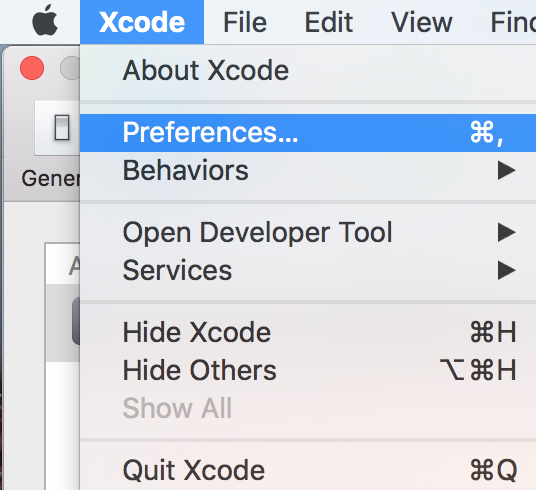 Xcode File Edit View
About Xcode
Preferences... ⌘,
Behaviors ▶
Gener
Open Developer Tool ▶
A
Services ▶
Hide Xcode ⌘H
Hide Others ⌥⌘H
Show All
Quit Xcode ⌘Q